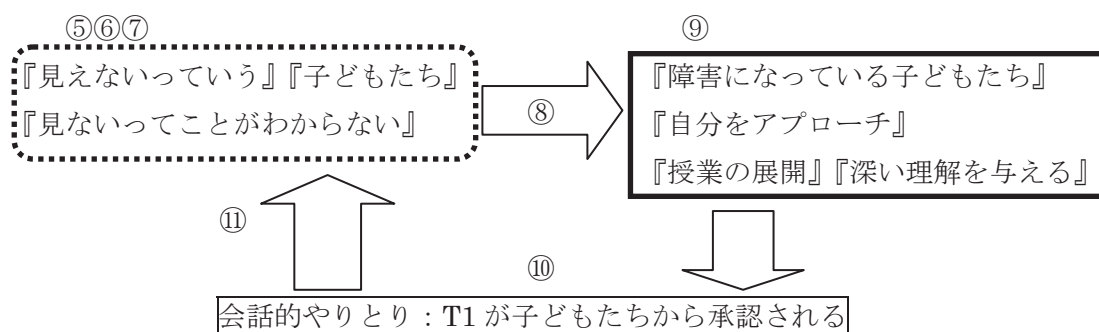 ⑤⑥⑦
『見えないっていう』『子どもたち』
『見ないってことがわからない』
⑧
⑨
『障害になっている子どもたち』
『自分をアプローチ』
『授業の展開』『深い理解を与える』
⑪
⑩
会話的やりとり：T1 が子どもたちから承認される